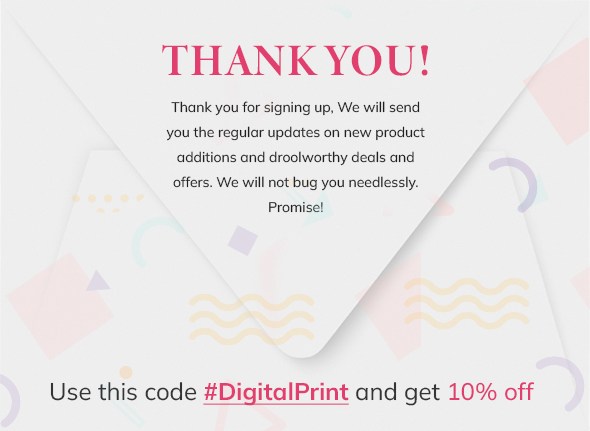 THANK YOU!
Thank you for signing up, We will send
you the regular updates on new product
additions and droolworthy deals and
offers. We will not bug you needlessly.
Promise!
Use this code #DigitalPrint and get 10% off